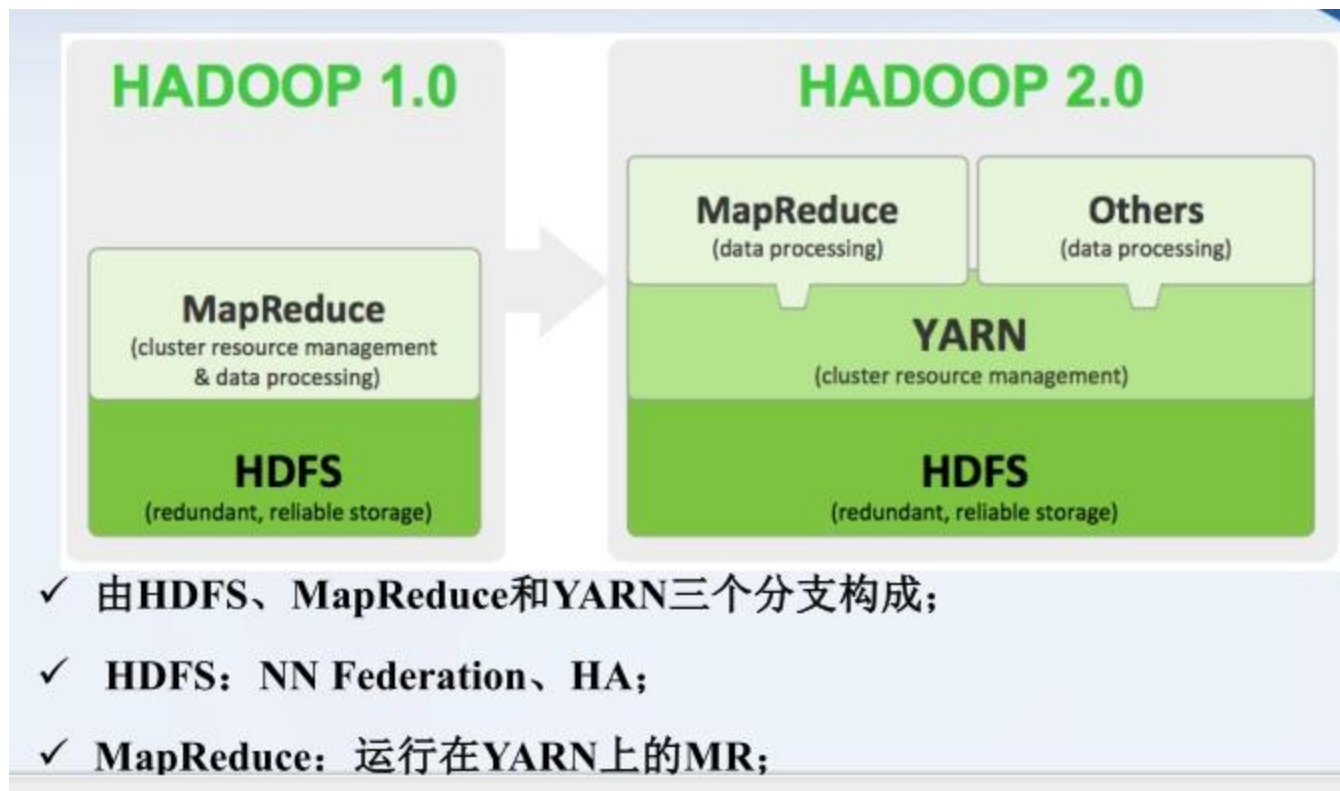 HADOOP 1.0
MapReduce
(cluster resource management
& data processing)
HDFS
(redundant, reliable storage)
HADOOP 2.0
MapReduce
(data processing)
Others
(data processing)
YARN
(cluster resource management)
HDFS
(redundant, reliable storage)
✓ 由HDFS、MapReduce和YARN三个分支构成；
✓ HDFS：NN Federation、HA；
✓ MapReduce：运行在YARN上的MR；